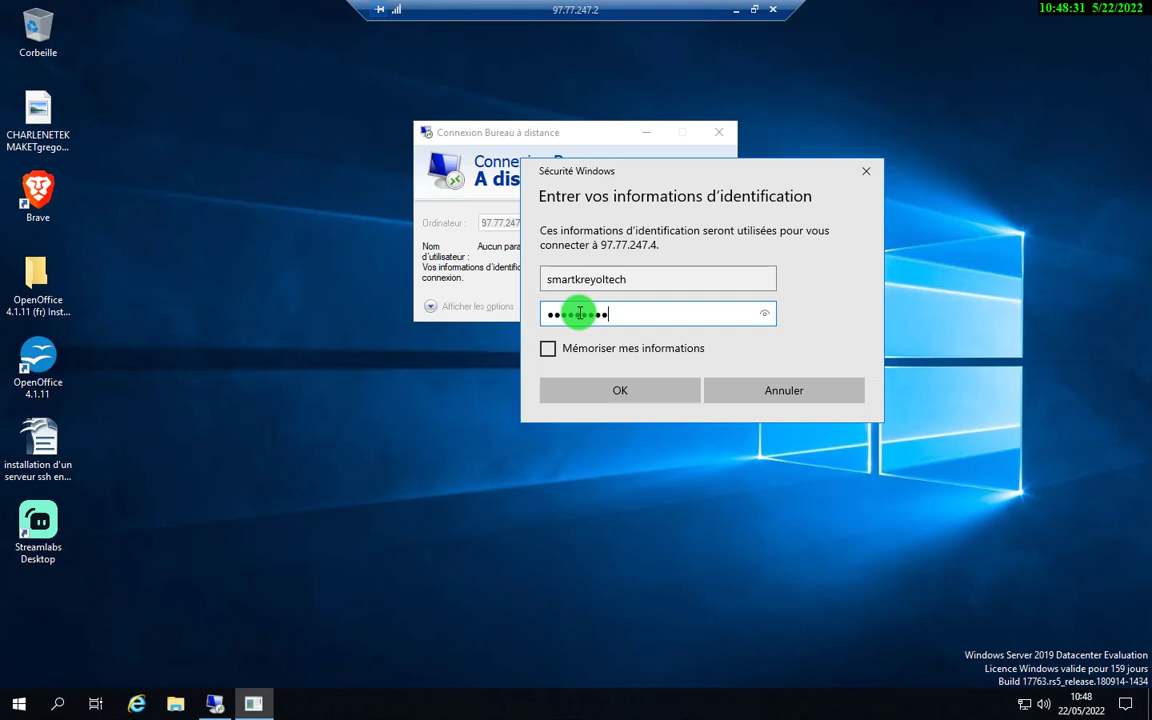 97.77.247.2
10:48:31 5/22/2022
Corbeille
CHARLENETEK
MAKETgrego...
Brave
OpenOffice
4.1.11 (fr) Inst...
OpenOffice
4.1.11
installation d'un
serveur ssh en...
Streamlabs
Desktop
Connexion Bureau à distance
A dis
Ordinateur :
97.77.247
Nom
d'utilisateur :
Aucun para
Vos informations d'identific
connexion.
Afficher les options
Sécurité Windows
Entrer vos informations d'identification
Ces informations d'identification seront utilisées pour vous
connecter à 97.77.247.4.
smartkreyoltech
Mémoriser mes informations
OK
Annuler
Windows Server 2019 Datacenter Evaluation
Licence Windows valide pour 159 jours
Build 17763.rs5_release.180914-1434
10:48
22/05/2022